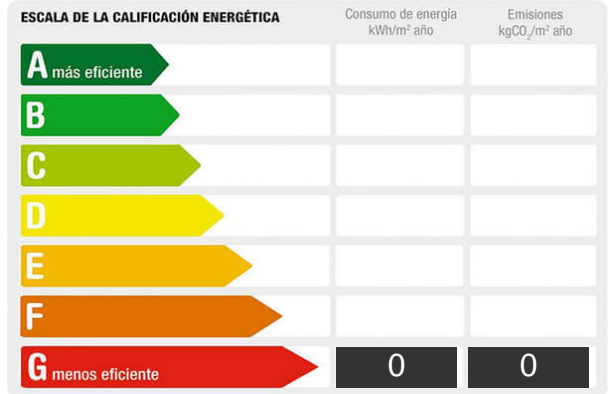 ESCALA DE LA CALIFICACIÓN ENERGÉTICA
Consumo de energía
kWh/m² año
Emisiones
kgCO₂/m² año
A más eficiente
B
C
D
E
F
G menos eficiente
0
0